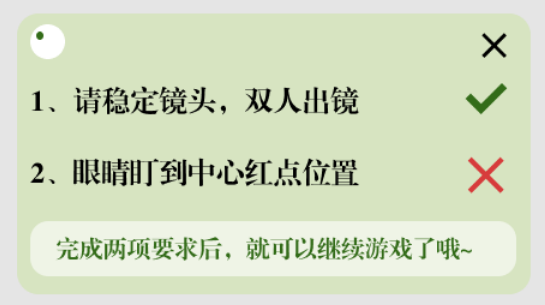 1、请稳定镜头，双人出镜
2、眼睛盯到中心红点位置
完成两项要求后，就可以继续游戏了哦~